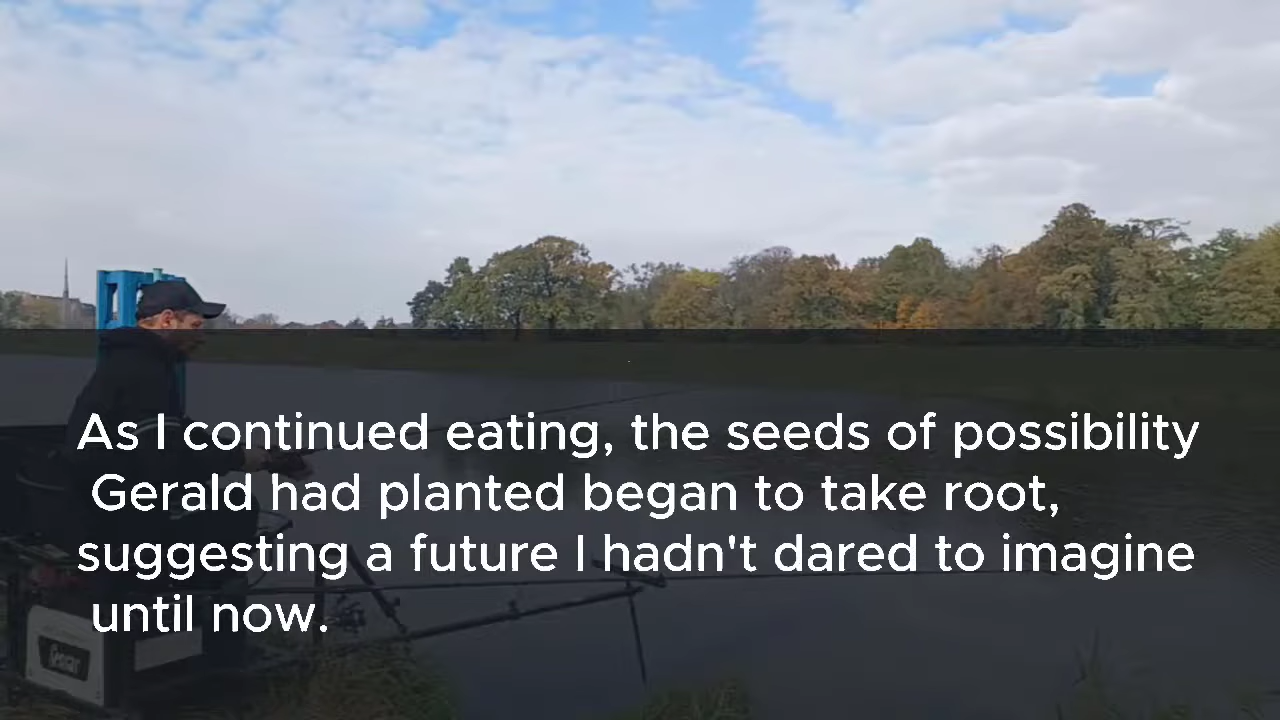 As I continued eating, the seeds of possibility
Gerald had planted began to take root,
suggesting a future I hadn't dared to imagine
until now.